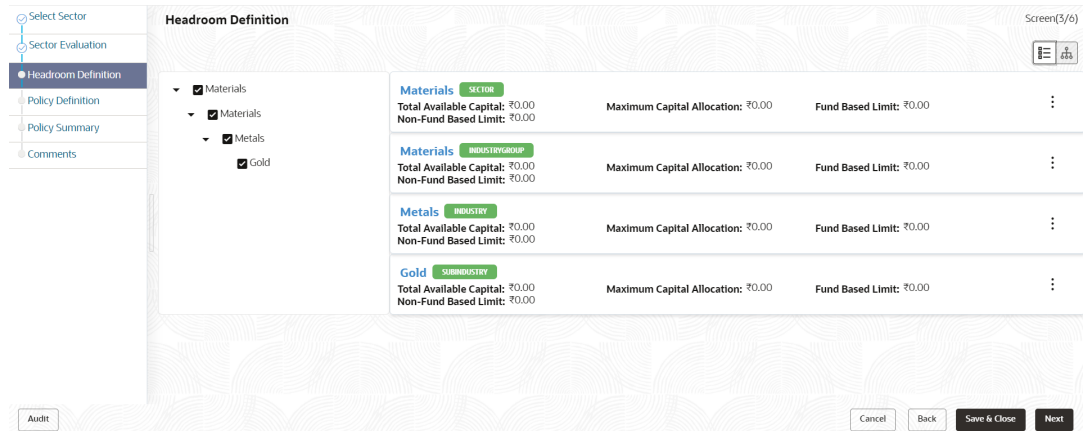 Select Sector
Sector Evaluation
Headroom Definition
Policy Definition
Policy Summary
Comments
Headroom Definition
Screen(3/6)
Materials
Materials
Metals
Gold
Materials SECTOR
Total Available Capital: ₹0.00 Maximum Capital Allocation: ₹0.00 Fund Based Limit: ₹0.00
Non-Fund Based Limit: ₹0.00
Materials INDUSTRYGROUP
Total Available Capital: ₹0.00 Maximum Capital Allocation: ₹0.00 Fund Based Limit: ₹0.00
Non-Fund Based Limit: ₹0.00
Metals INDUSTRY
Total Available Capital: ₹0.00 Maximum Capital Allocation: ₹0.00 Fund Based Limit: ₹0.00
Non-Fund Based Limit: ₹0.00
Gold SUBINDUSTRY
Total Available Capital: ₹0.00 Maximum Capital Allocation: ₹0.00 Fund Based Limit: ₹0.00
Non-Fund Based Limit: ₹0.00
Audit Cancel Back Save & Close Next